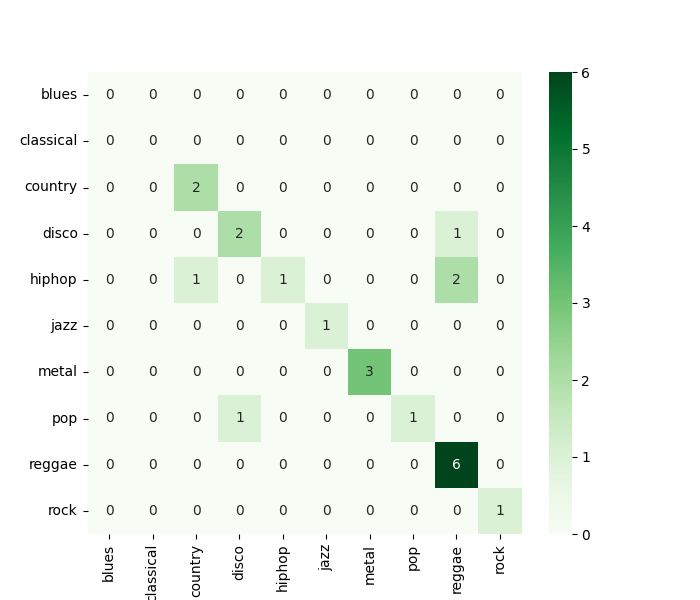 blues 0 0 0 0 0 0 0 0 0 0 6
classical 0 0 0 0 0 0 0 0 0 0 5
country 0 0 2 0 0 0 0 0 0 0
disco 0 0 0 2 0 0 0 0 1 0 4
hiphop 0 0 1 0 1 0 0 0 2 0
jazz 0 0 0 0 0 1 0 0 0 0 3
metal 0 0 0 0 0 0 3 0 0 0 2
pop 0 0 0 1 0 0 0 1 0 0
reggae 0 0 0 0 0 0 0 0 6 0 1
rock 0 0 0 0 0 0 0 0 0 1 0
blues classical country disco hiphop jazz metal pop reggae rock